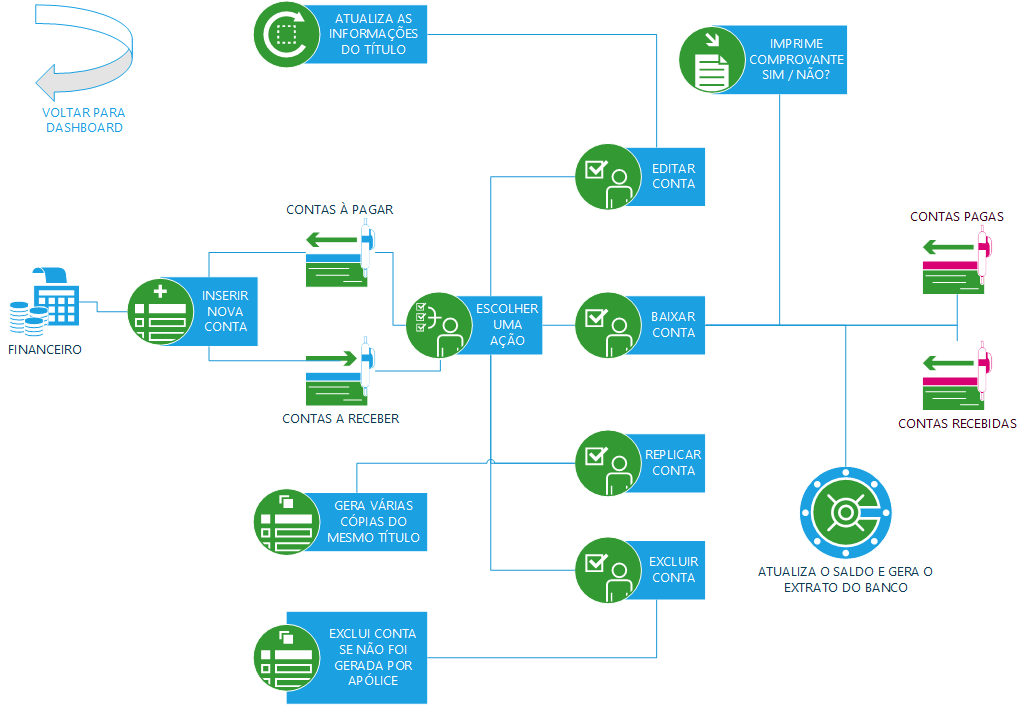 ATUALIZA AS
INFORMAÇÕES
DO TÍTULO
IMPRIME
COMPROVANTE
SIM / NÃO?
VOLTAR PARA
DASHBOARD
EDITAR
CONTA
CONTAS À PAGAR
CONTAS PAGAS
INSERIR
NOVA
CONTA
ESCOLHER
UMA
AÇÃO
BAIXAR
CONTA
FINANCEIRO
CONTAS A RECEBER
CONTAS RECEBIDAS
REPLICAR
CONTA
GERA VÁRIAS
CÓPIAS DO
MESMO TÍTULO
EXCLUIR
CONTA
ATUALIZA O SALDO E GERA O
EXTRATO DO BANCO
EXCLUI CONTA
SE NÃO FOI
GERADA POR
APÓLICE